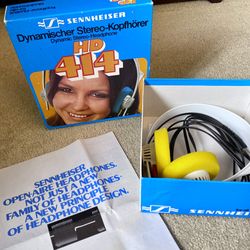 SENNHEISER
Dynamischer Stereo-Kopfhörer
Dynamic Stereo-Headphone
HD
414
SENNHEISER
OPEN-AIRE HEADPHONES.
NOT JUST A NEW
FAMILY OF HEADPHONES-
A NEW PRINCIPLE
OF HEADPHONE DESIGN.
SENNHEISER